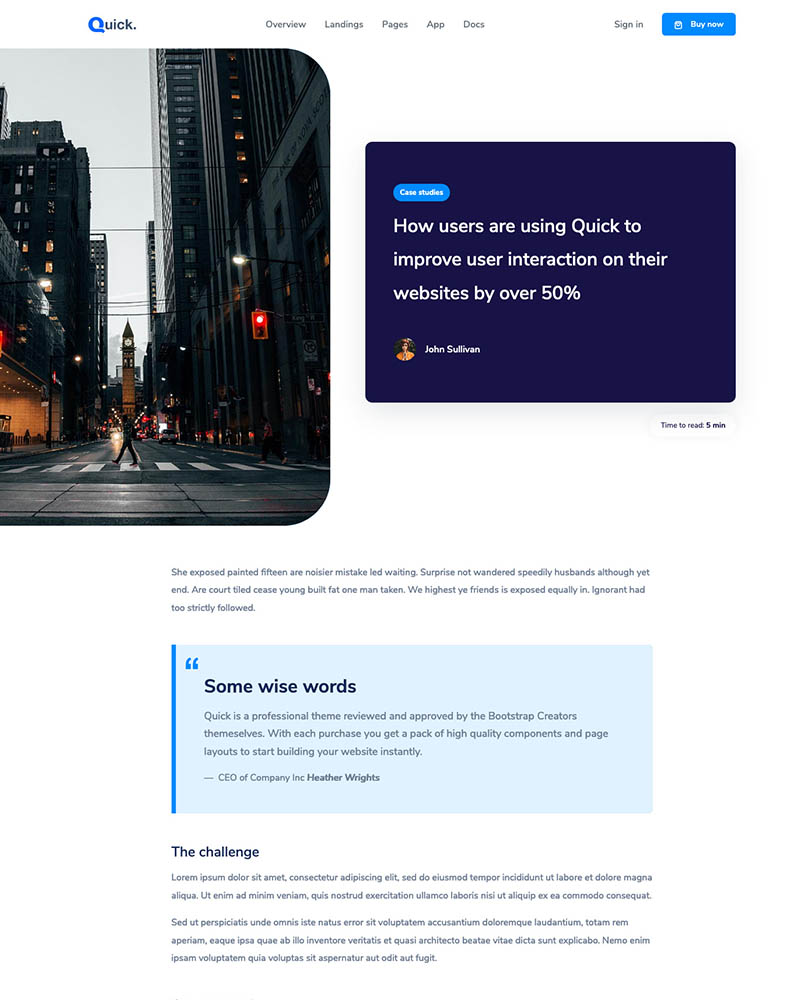 Quick.
Overview Landings Pages App Docs
Sign in Buy now
Case studies
How users are using Quick to
improve user interaction on their
websites by over 50%
John Sullivan
Time to read: 5 min
She exposed painted fifteen are noisier mistake led waiting. Surprise not wandered speedily husbands although yet
end. Are court tiled cease young built fat one man taken. We highest ye friends is exposed equally in. Ignorant had
too strictly followed.
“
Some wise words
Quick is a professional theme reviewed and approved by the Bootstrap Creators
themeselves. With each purchase you get a pack of high quality components and page
layouts to start building your website instantly.
— CEO of Company Inc Heather Wrights
The challenge
Lorem ipsum dolor sit amet, consectetur adipiscing elit, sed do eiusmod tempor incididunt ut labore et dolore magna
aliqua. Ut enim ad minim veniam, quis nostrud exercitation ullamco laboris nisi ut aliquip ex ea commodo consequat.
Sed ut perspiciatis unde omnis iste natus error sit voluptatem accusantium doloremque laudantium, totam rem
aperiam, eaque ipsa quae ab illo inventore veritatis et quasi architecto beatae vitae dicta sunt explicabo. Nemo enim
ipsam voluptatem quia voluptas sit aspernatur aut odit aut fugit.